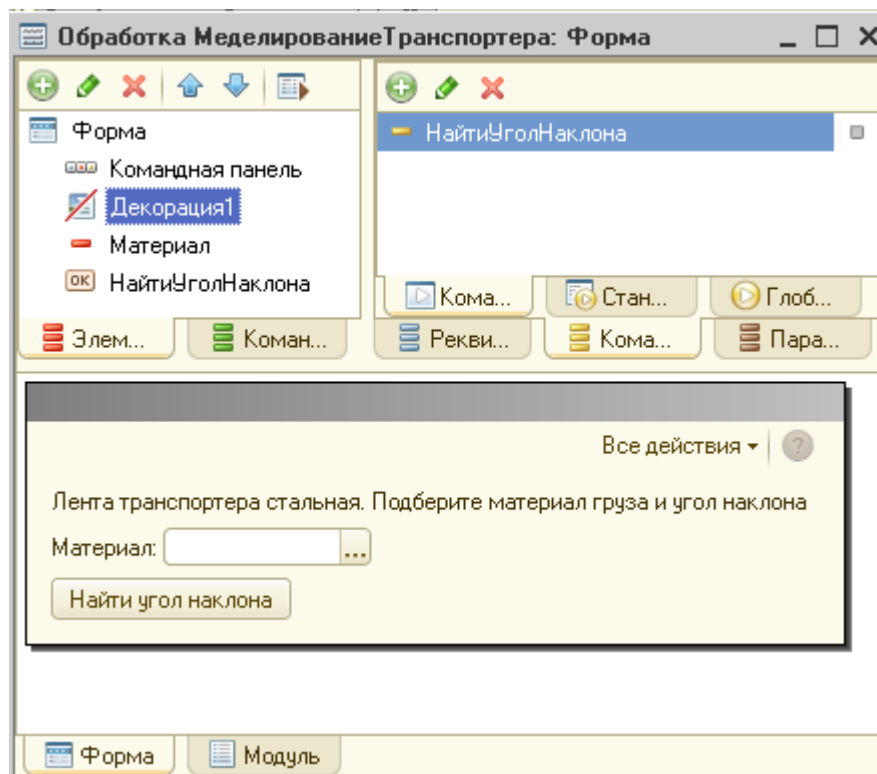 Обработка МеделированиеТранспортера: Форма
Форма
Командная панель
Декорация1
Материал
OK НайтиУголНаклона
Элем...
Коман...
НайтиУголНаклона
Кома...
Стан...
Глоб...
Рекви...
Кома...
Пара...
Все действия
?
Лента транспортера стальная. Подберите материал груза и угол наклона
Материал:
...
Найти угол наклона
Форма
Модуль